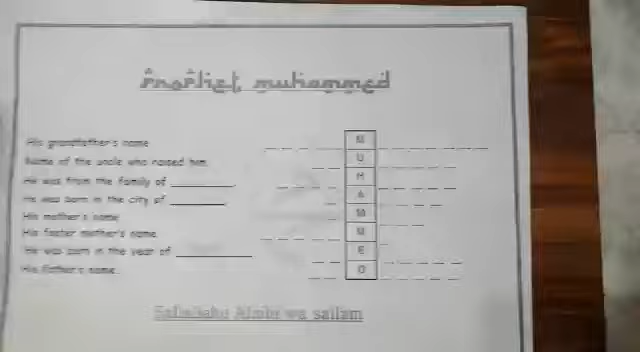 Prophet muhammed
His grandfather's name
M
Name of the uncle who raised him
U
He was from the family of
H
He was born in the city of
A
His mother's name
M
His foster mother's name
He was born in the year of
E
His father's name
D
Sallallahu Alaihi wa sallam